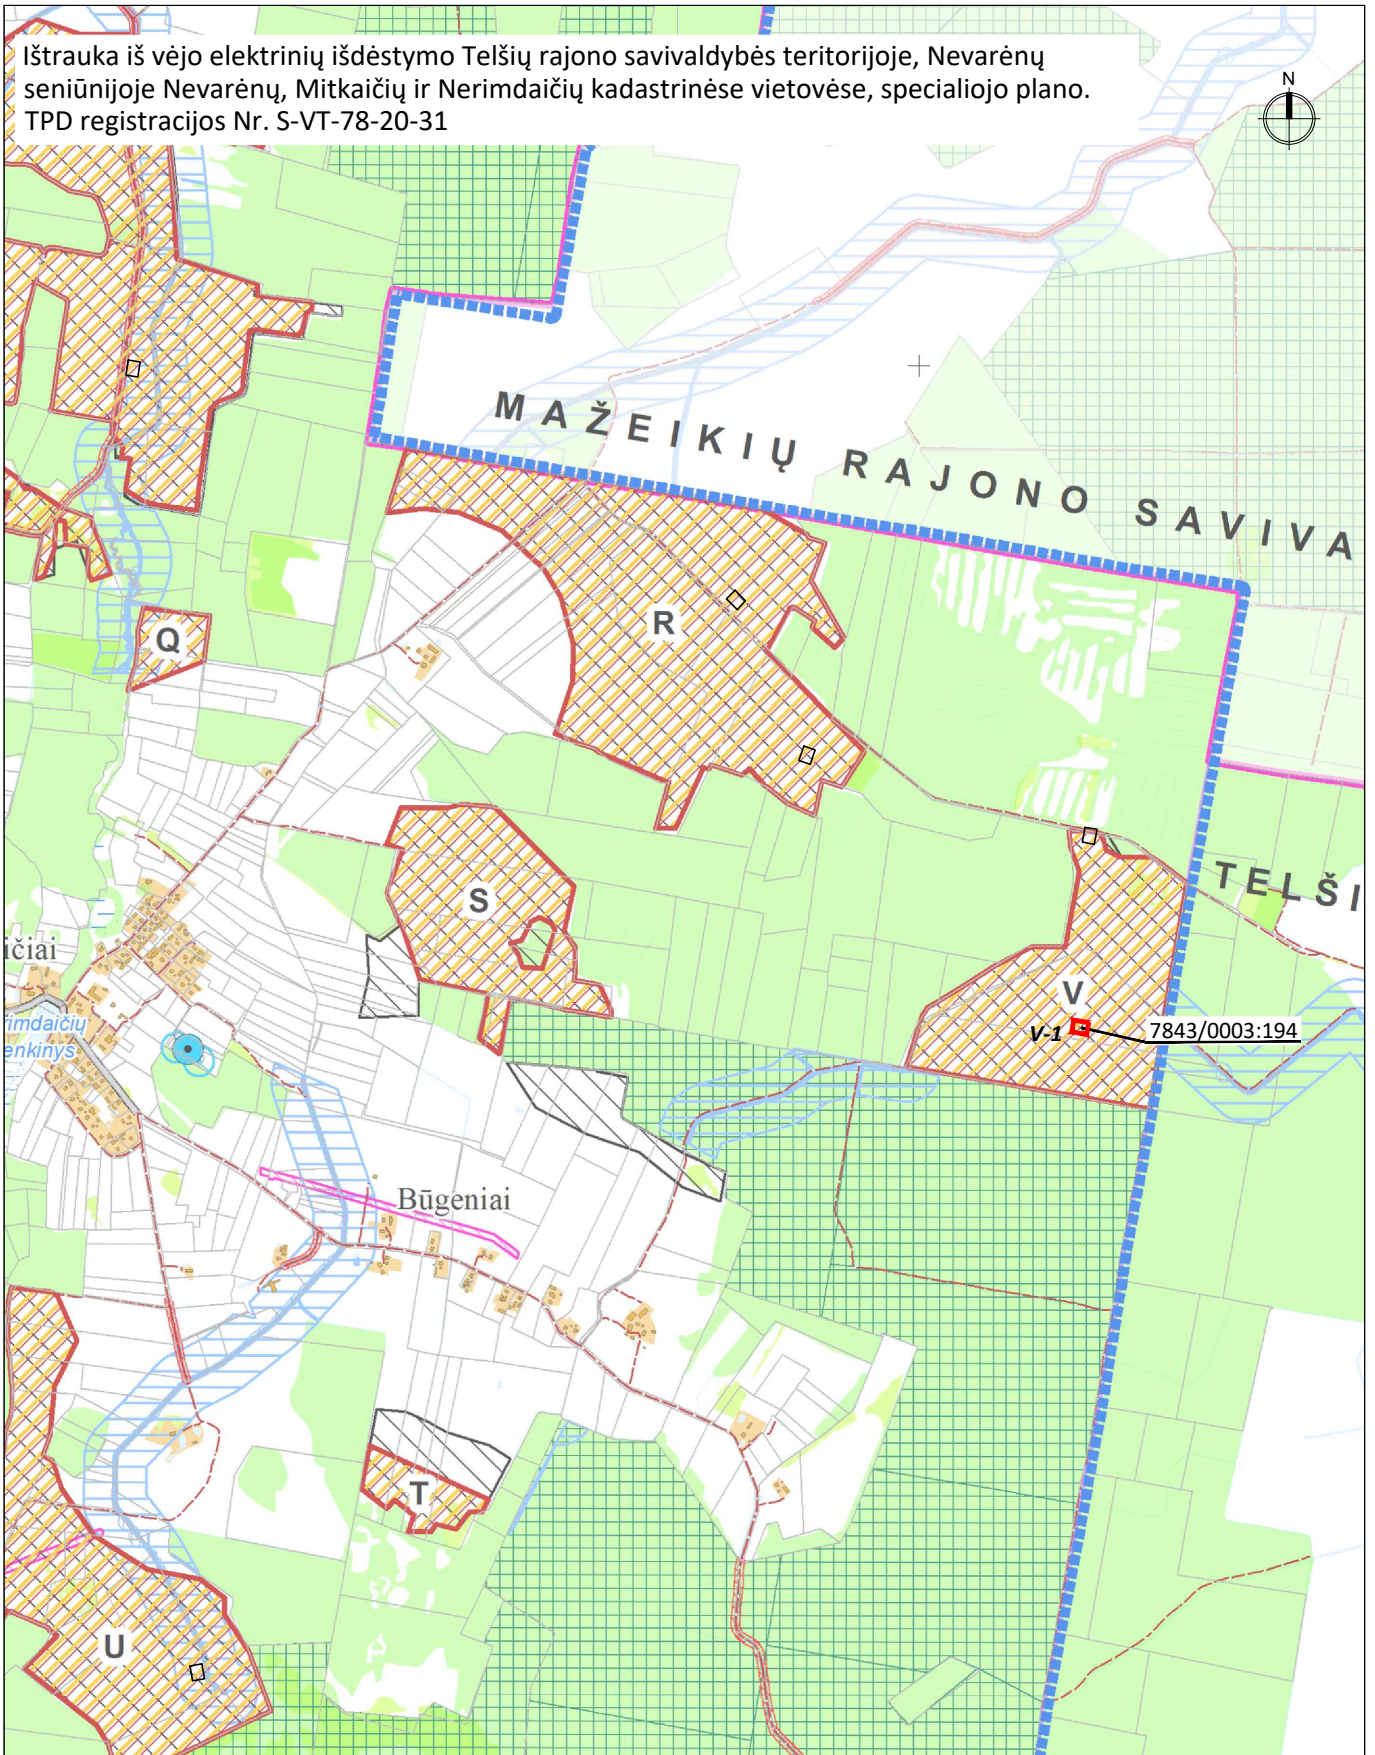 Ištrauka iš vėjo elektrinių išdėstymo Telšių rajono savivaldybės teritorijoje, Nevarėnų
seniūnijoje Nevarėnų, Mitkaičių ir Nerimdaičių kadastrinėse vietovėse, specialiojo plano.
TPD registracijos Nr. S-VT-78-20-31
N
MAŽEIKIŲ RAJONO SAVIVA
Q
R
TELŠI
S
ičiai
V
rimdaičių
enkinys
V-1
7843/0003:194
Būgeniai
T
U